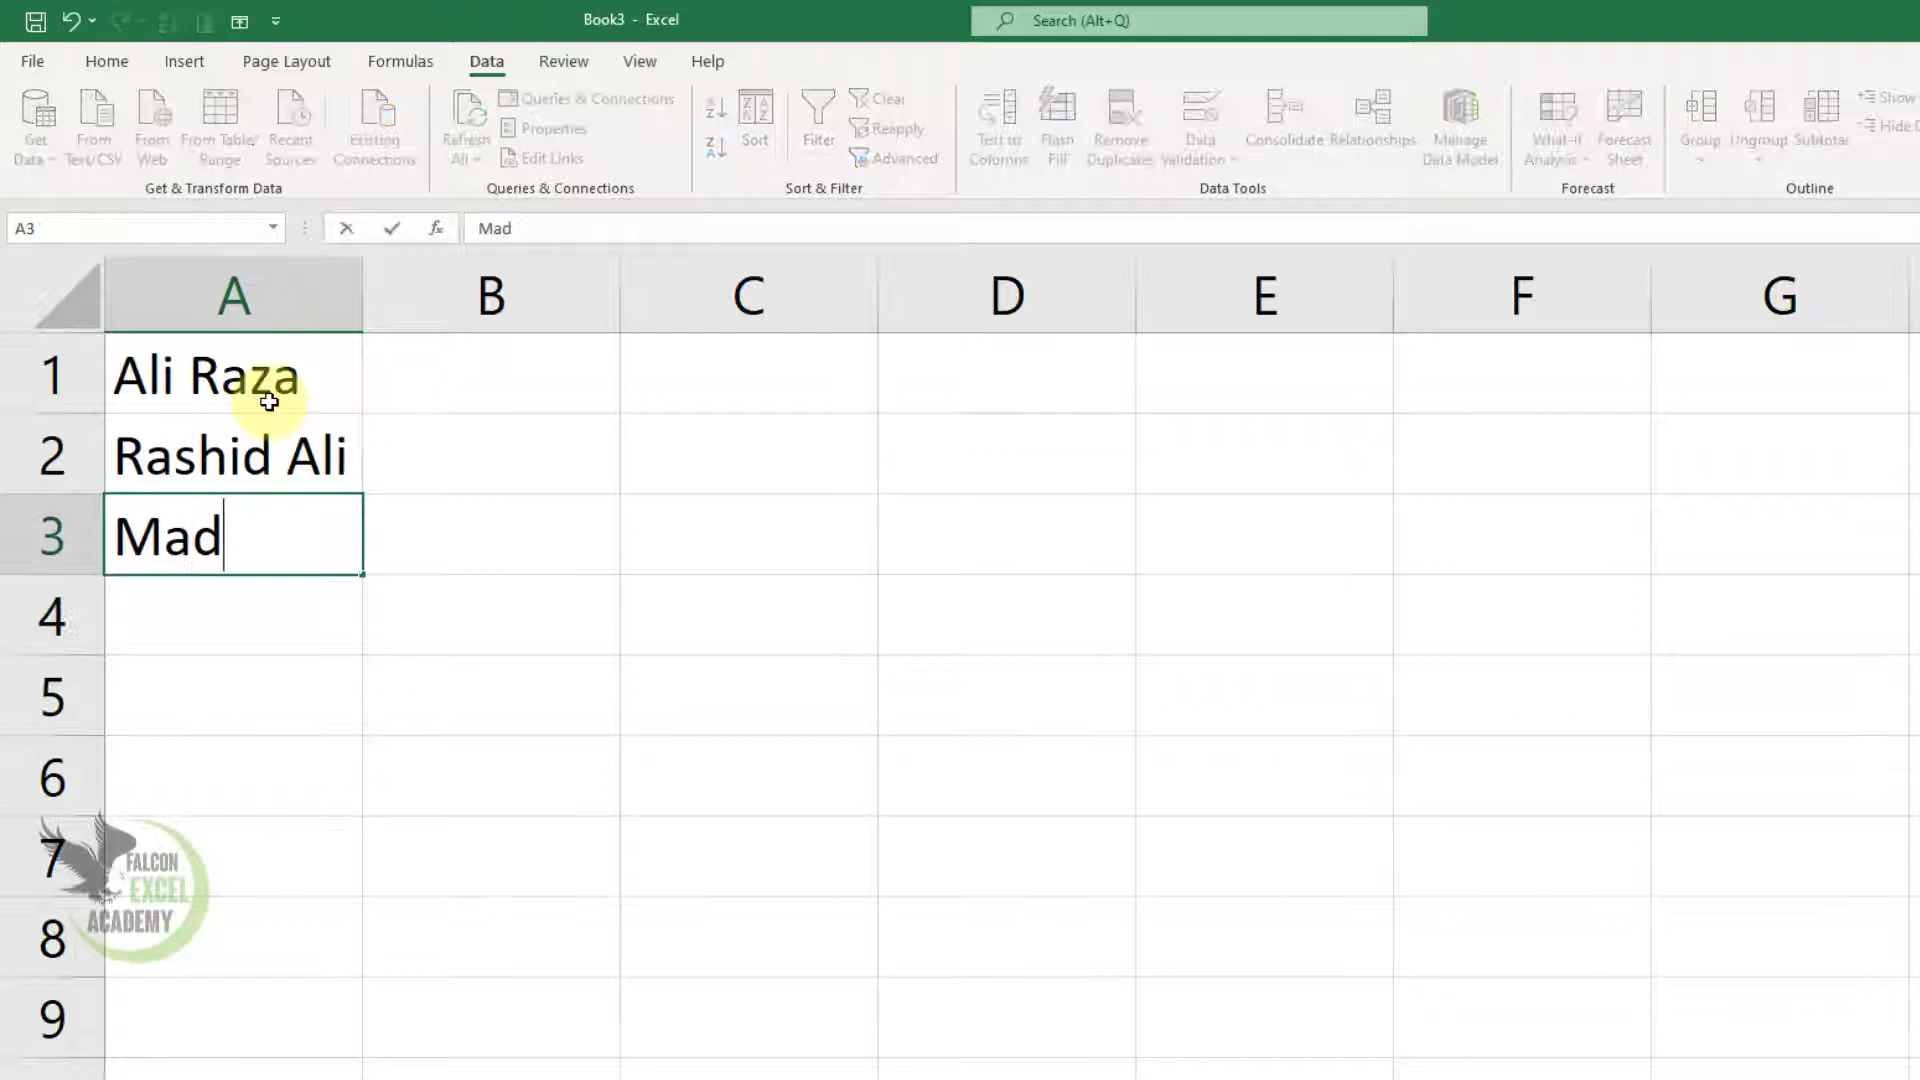 Book3 - Excel
Search (Alt+Q)
File Home Insert Page Layout Formulas Data Review View Help
Get Data
From Text/CSV
From Web
From Table/ Range
Recent Sources
Existing Connections
Get & Transform Data
Refresh All
Queries & Connections
Properties
Edit Links
Queries & Connections
Sort
Filter
Clear
Reapply
Advanced
Sort & Filter
Text to Columns
Flash Fill
Remove Duplicates
Data Validation
Consolidate
Relationships
Manage Data Model
Data Tools
What-If Analysis
Forecast Sheet
Forecast
Group
Ungroup
Subtotal
Show
Hide
Outline
A3
fx
Mad
A B C D E F G
1 Ali Raza
2 Rashid Ali
3 Mad
4
5
6
7
8
9
FALCON
EXCEL
ACADEMY